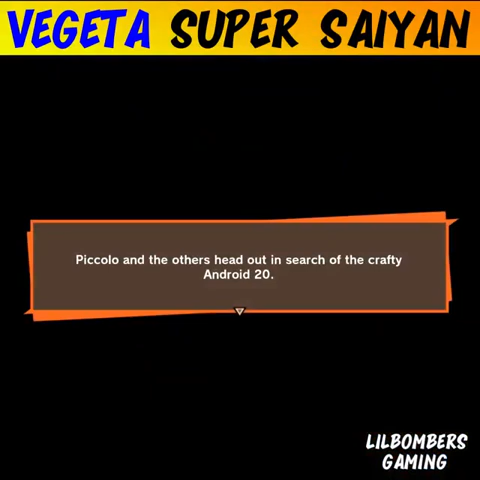 VEGETA SUPER SAIYAN
Piccolo and the others head out in search of the crafty
Android 20.
LILBOMBERS
GAMING